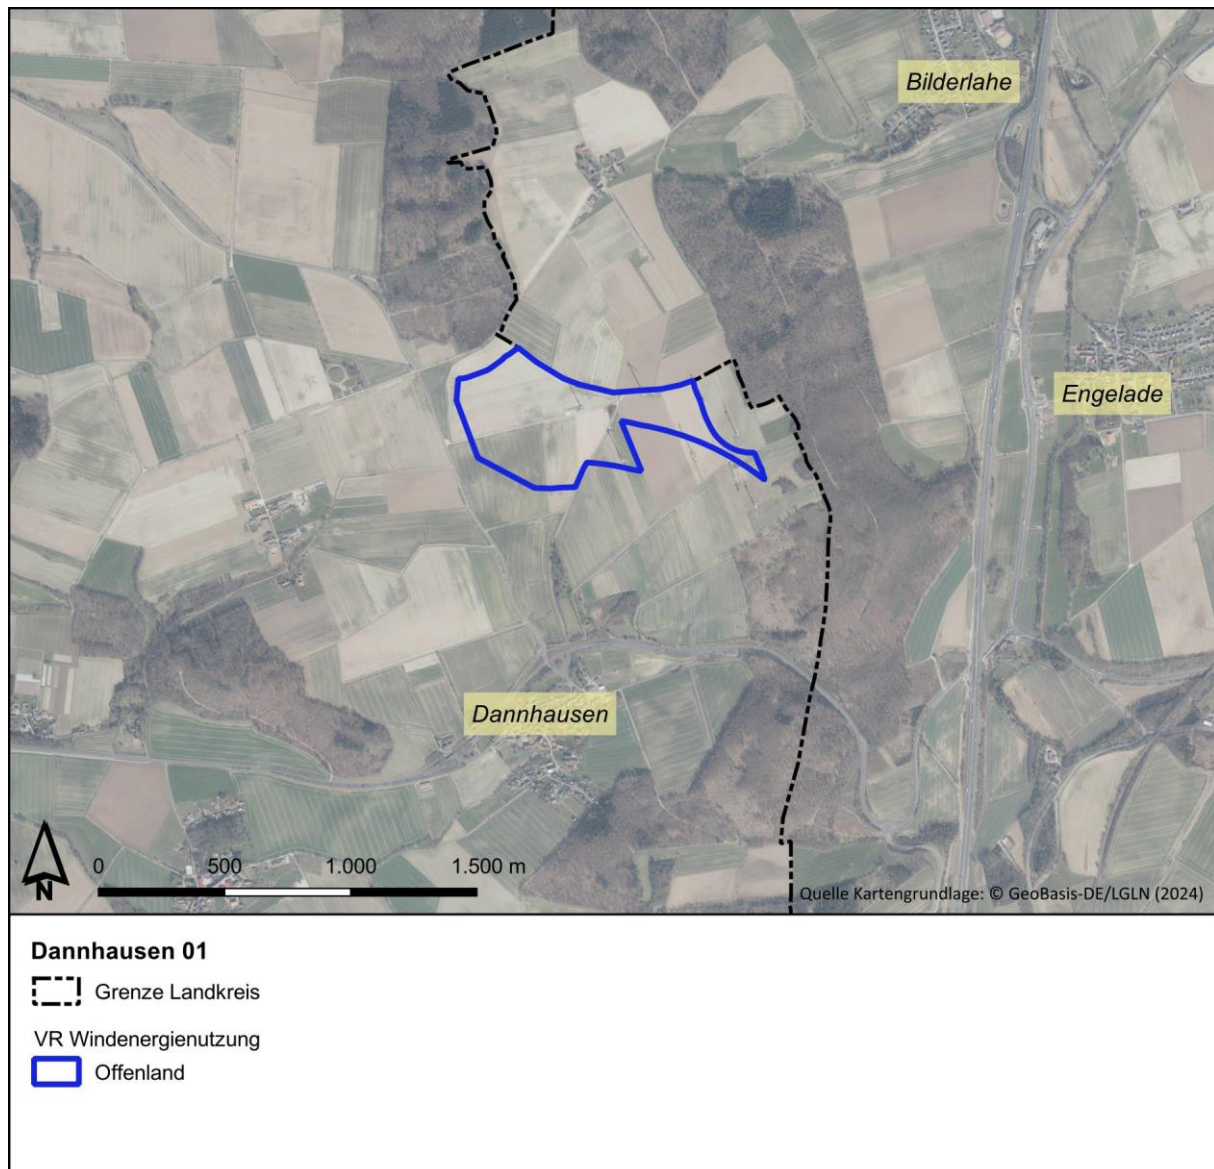 Bilderlahe
Engelade
Dannhausen
N
0 500 1.000 1.500 m
Quelle Kartengrundlage: © GeoBasis-DE/LGLN (2024)
Dannhausen 01
Grenze Landkreis
VR Windenergienutzung
Offenland